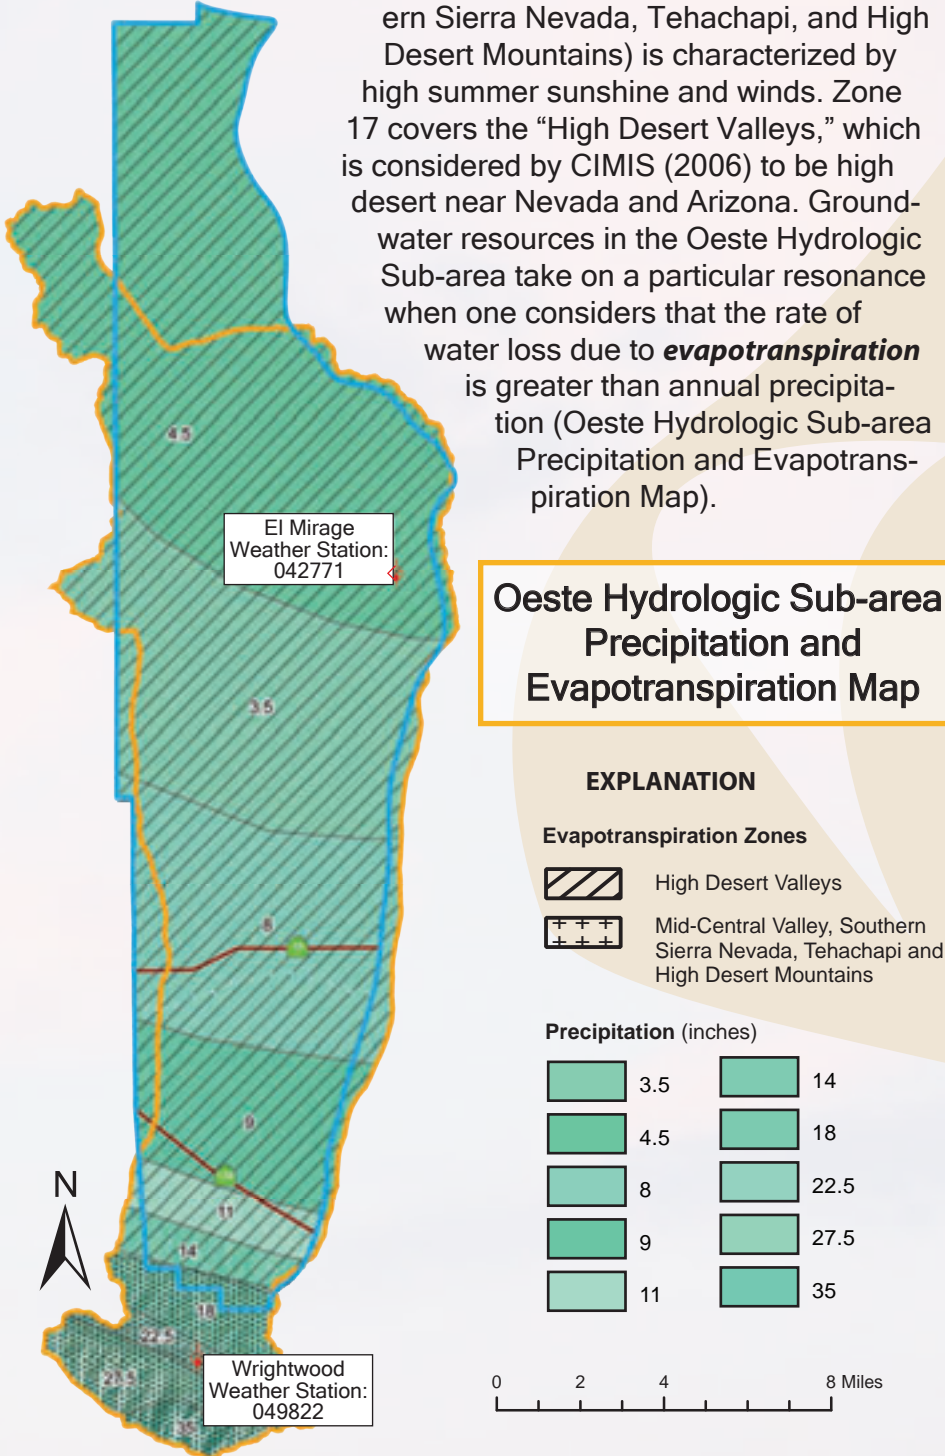 ern Sierra Nevada, Tehachapi, and High
Desert Mountains) is characterized by
high summer sunshine and winds. Zone
17 covers the “High Desert Valleys,” which
is considered by CIMIS (2006) to be high
desert near Nevada and Arizona. Ground-
water resources in the Oeste Hydrologic
Sub-area take on a particular resonance
when one considers that the rate of
water loss due to evapotranspiration
is greater than annual precipita-
tion (Oeste Hydrologic Sub-area
Precipitation and Evapotrans-
piration Map).
4.5
El Mirage
Weather Station:
042771
3.5
8
9
11
14
18
22.5
27.5
35
Wrightwood
Weather Station:
049822
N
Oeste Hydrologic Sub-area
Precipitation and
Evapotranspiration Map
EXPLANATION
Evapotranspiration Zones
High Desert Valleys
Mid-Central Valley, Southern
Sierra Nevada, Tehachapi and
High Desert Mountains
Precipitation (inches)
3.5
4.5
8
9
11
14
18
22.5
27.5
35
0 2 4 8 Miles